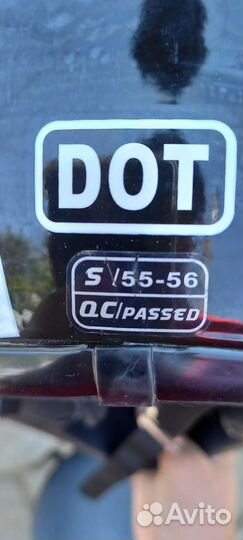 DOT
S /55-56
QC/PASSED
Avito